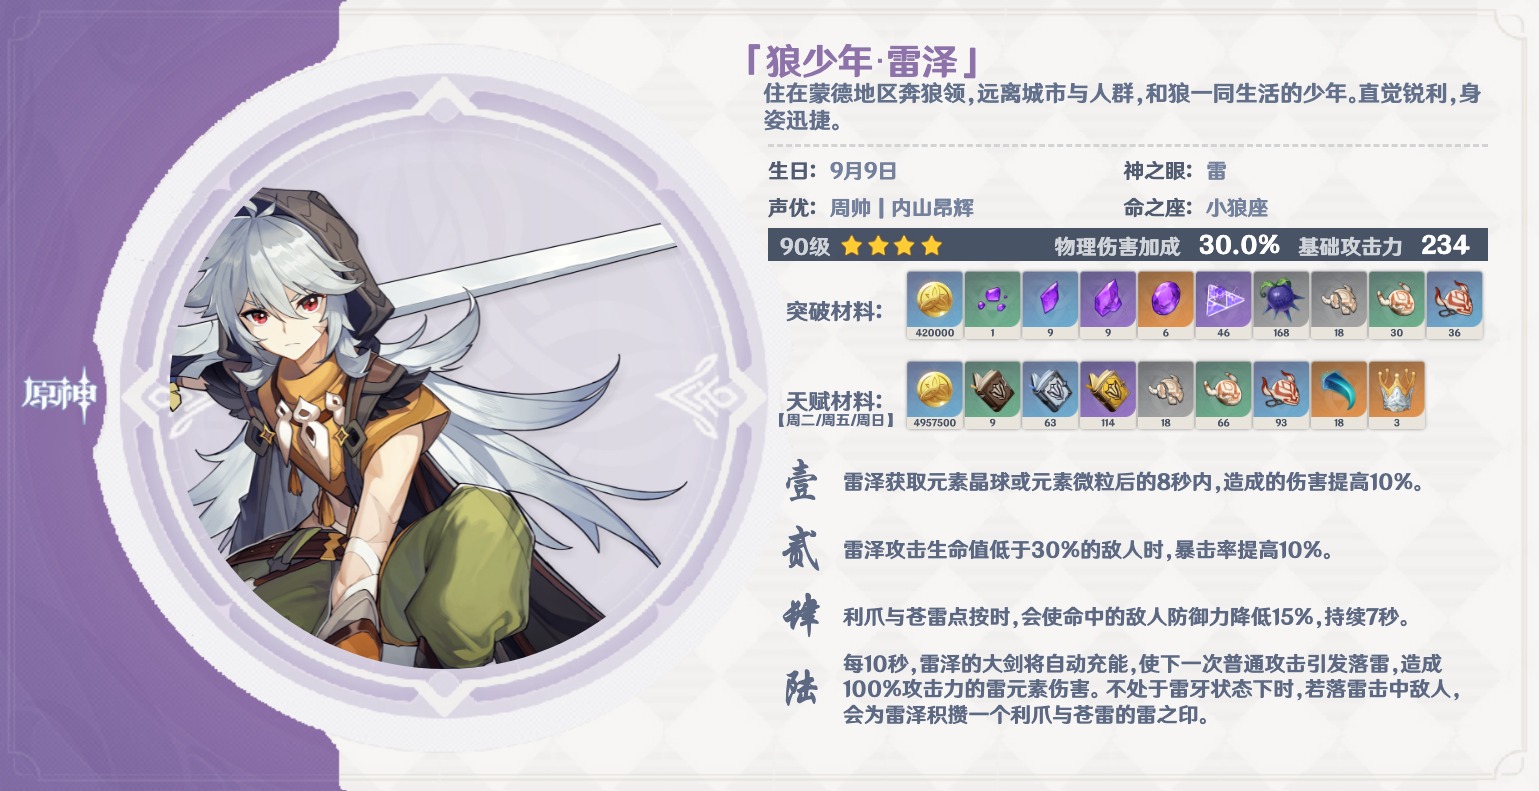 原神
「狼少年·雷泽」
住在蒙德地区奔狼领,远离城市与人群,和狼一同生活的少年。直觉锐利,身
姿迅捷。
生日: 9月9日 神之眼: 雷
声优: 周帅 | 内山昂辉 命之座: 小狼座
90级 物理伤害加成 30.0% 基础攻击力 234
突破材料:
420000 1 9 9 6 46 168 18 30 36
天赋材料:
【周二/周五/周日】
4957500 9 63 114 18 66 93 18 3
壹 雷泽获取元素晶球或元素微粒后的8秒内,造成的伤害提高10%。
贰 雷泽攻击生命值低于30%的敌人时,暴击率提高10%。
肆 利爪与苍雷点按时,会使命中的敌人防御力降低15%,持续7秒。
陆 每10秒,雷泽的大剑将自动充能,使下一次普通攻击引发落雷,造成
100%攻击力的雷元素伤害。不处于雷牙状态下时,若落雷击中敌人,
会为雷泽积攒一个利爪与苍雷的雷之印。